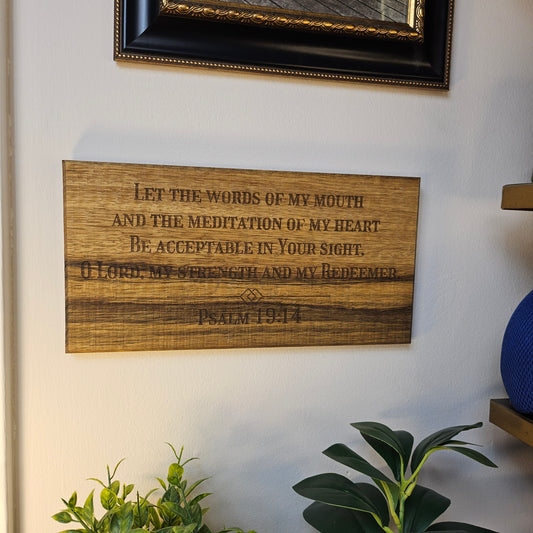 Let the words of my mouth
and the meditation of my heart
Be acceptable in Your sight,
O Lord, my strength and my Redeemer.
Psalm 19:14